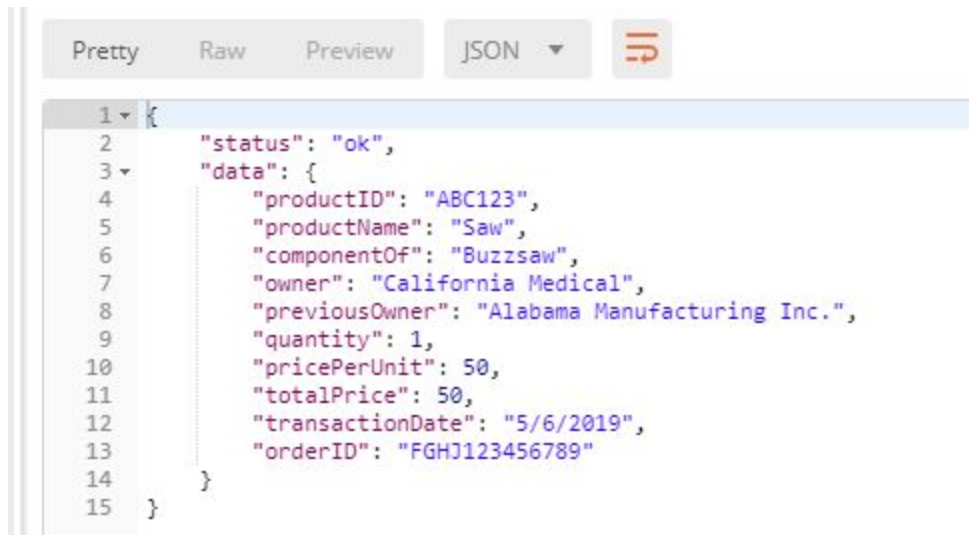 Pretty Raw Preview JSON
1 {
2 "status": "ok",
3 "data": {
4 "productID": "ABC123",
5 "productName": "Saw",
6 "componentOf": "Buzzsaw",
7 "owner": "California Medical",
8 "previousOwner": "Alabama Manufacturing Inc.",
9 "quantity": 1,
10 "pricePerUnit": 50,
11 "totalPrice": 50,
12 "transactionDate": "5/6/2019",
13 "orderID": "FGHJ123456789"
14 }
15 }